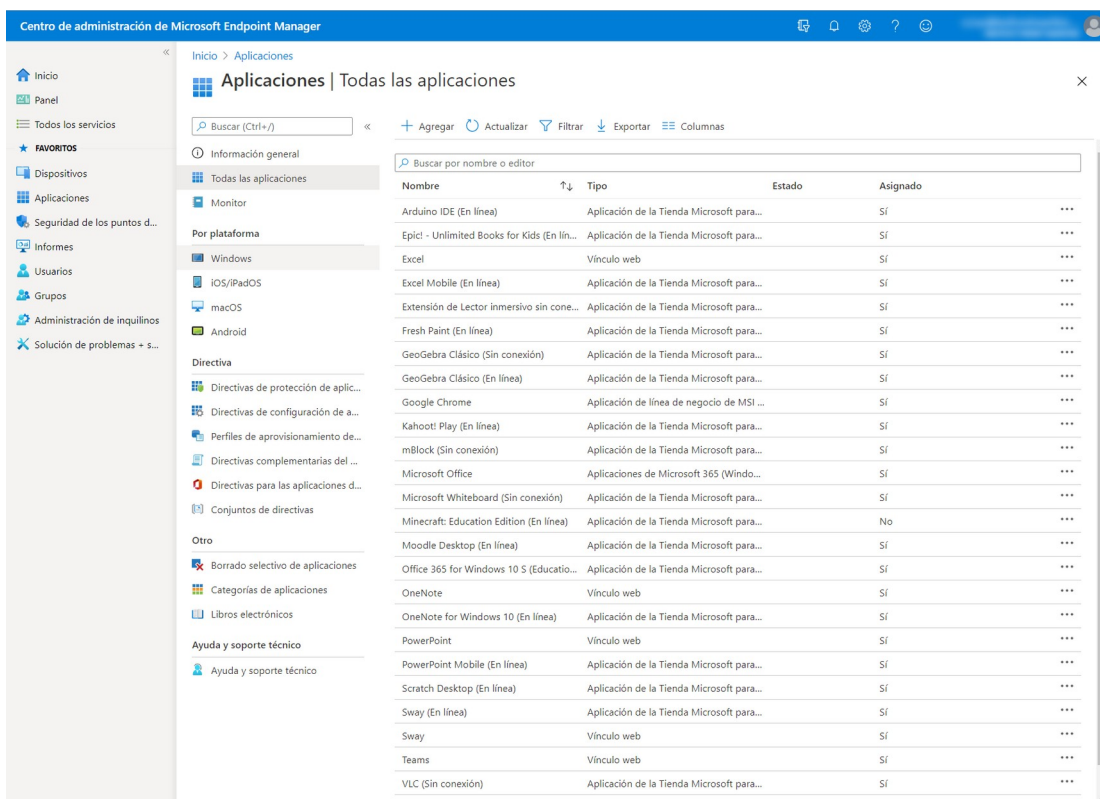 Centro de administración de Microsoft Endpoint Manager
«
Inicio
Panel
Todos los servicios
FAVORITOS
Dispositivos
Aplicaciones
Seguridad de los puntos d...
Informes
Usuarios
Grupos
Administración de inquilinos
Solución de problemas + s...
Inicio > Aplicaciones
Aplicaciones | Todas las aplicaciones
Buscar (Ctrl+/) «
Información general
Todas las aplicaciones
Monitor
Por plataforma
Windows
iOS/iPadOS
macOS
Android
Directiva
Directivas de protección de aplic...
Directivas de configuración de a...
Perfiles de aprovisionamiento de...
Directivas complementarias del ...
Directivas para las aplicaciones d...
Conjuntos de directivas
Otro
Borrado selectivo de aplicaciones
Categorías de aplicaciones
Libros electrónicos
Ayuda y soporte técnico
Ayuda y soporte técnico
Agregar Actualizar Filtrar Exportar Columnas
Buscar por nombre o editor
Nombre ↑↓ Tipo Estado Asignado
Arduino IDE (En línea) Aplicación de la Tienda Microsoft para... Sí ...
Epic! - Unlimited Books for Kids (En lín... Aplicación de la Tienda Microsoft para... Sí ...
Excel Vínculo web Sí ...
Excel Mobile (En línea) Aplicación de la Tienda Microsoft para... Sí ...
Extensión de Lector inmersivo sin cone... Aplicación de la Tienda Microsoft para... Sí ...
Fresh Paint (En línea) Aplicación de la Tienda Microsoft para... Sí ...
GeoGebra Clásico (Sin conexión) Aplicación de la Tienda Microsoft para... Sí ...
GeoGebra Clásico (En línea) Aplicación de la Tienda Microsoft para... Sí ...
Google Chrome Aplicación de línea de negocio de MSI ... Sí ...
Kahoot! Play (En línea) Aplicación de la Tienda Microsoft para... Sí ...
mBlock (Sin conexión) Aplicación de la Tienda Microsoft para... Sí ...
Microsoft Office Aplicaciones de Microsoft 365 (Windo... Sí ...
Microsoft Whiteboard (Sin conexión) Aplicación de la Tienda Microsoft para... Sí ...
Minecraft: Education Edition (En línea) Aplicación de la Tienda Microsoft para... No ...
Moodle Desktop (En línea) Aplicación de la Tienda Microsoft para... Sí ...
Office 365 for Windows 10 S (Educatio... Aplicación de la Tienda Microsoft para... Sí ...
OneNote Vínculo web Sí ...
OneNote for Windows 10 (En línea) Aplicación de la Tienda Microsoft para... Sí ...
PowerPoint Vínculo web Sí ...
PowerPoint Mobile (En línea) Aplicación de la Tienda Microsoft para... Sí ...
Scratch Desktop (En línea) Aplicación de la Tienda Microsoft para... Sí ...
Sway (En línea) Aplicación de la Tienda Microsoft para... Sí ...
Sway Vínculo web Sí ...
Teams Vínculo web Sí ...
VLC (Sin conexión) Aplicación de la Tienda Microsoft para... Sí ...